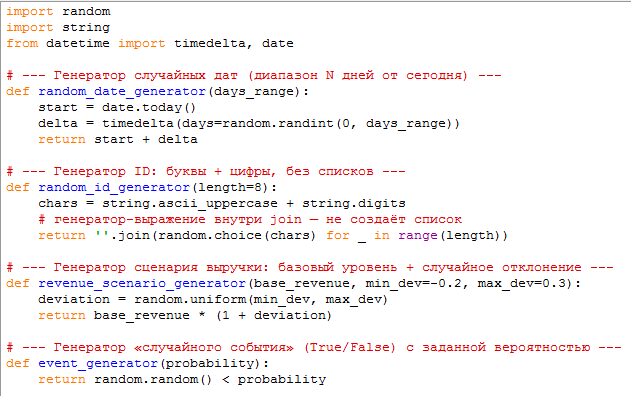 import random
import string
from datetime import timedelta, date

# --- Генератор случайных дат (диапазон N дней от сегодня) ---
def random_date_generator(days_range):
    start = date.today()
    delta = timedelta(days=random.randint(0, days_range))
    return start + delta

# --- Генератор ID: буквы + цифры, без списков ---
def random_id_generator(length=8):
    chars = string.ascii_uppercase + string.digits
    # генератор-выражение внутри join — не создаёт список
    return ''.join(random.choice(chars) for _ in range(length))

# --- Генератор сценария выручки: базовый уровень + случайное отклонение ---
def revenue_scenario_generator(base_revenue, min_dev=-0.2, max_dev=0.3):
    deviation = random.uniform(min_dev, max_dev)
    return base_revenue * (1 + deviation)

# --- Генератор «случайного события» (True/False) с заданной вероятностью ---
def event_generator(probability):
    return random.random() < probability